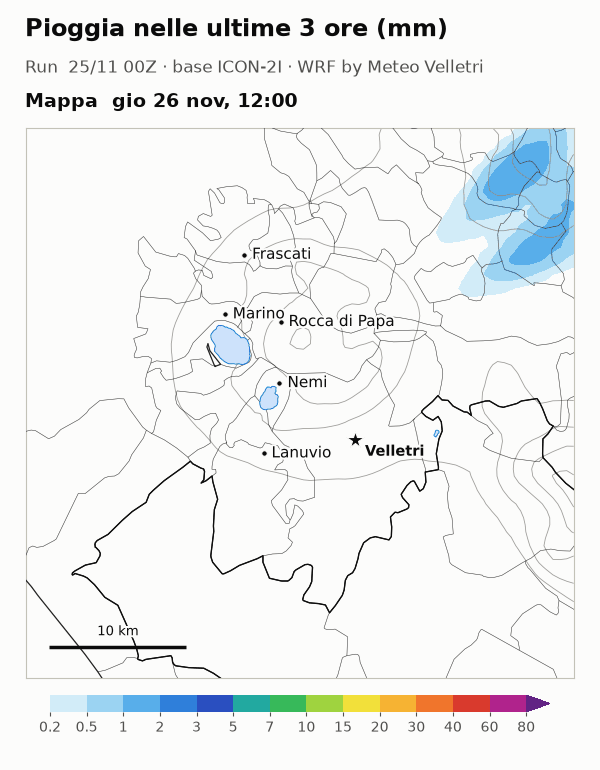 Pioggia nelle ultime 3 ore (mm)
Run  25/11 00Z · base ICON-2I · WRF by Meteo Velletri
Mappa  gio 26 nov, 12:00
Frascati
Marino
Rocca di Papa
Nemi
Velletri
Lanuvio
10 km
0.2 0.5 1 2 3 5 7 10 15 20 30 40 60 80